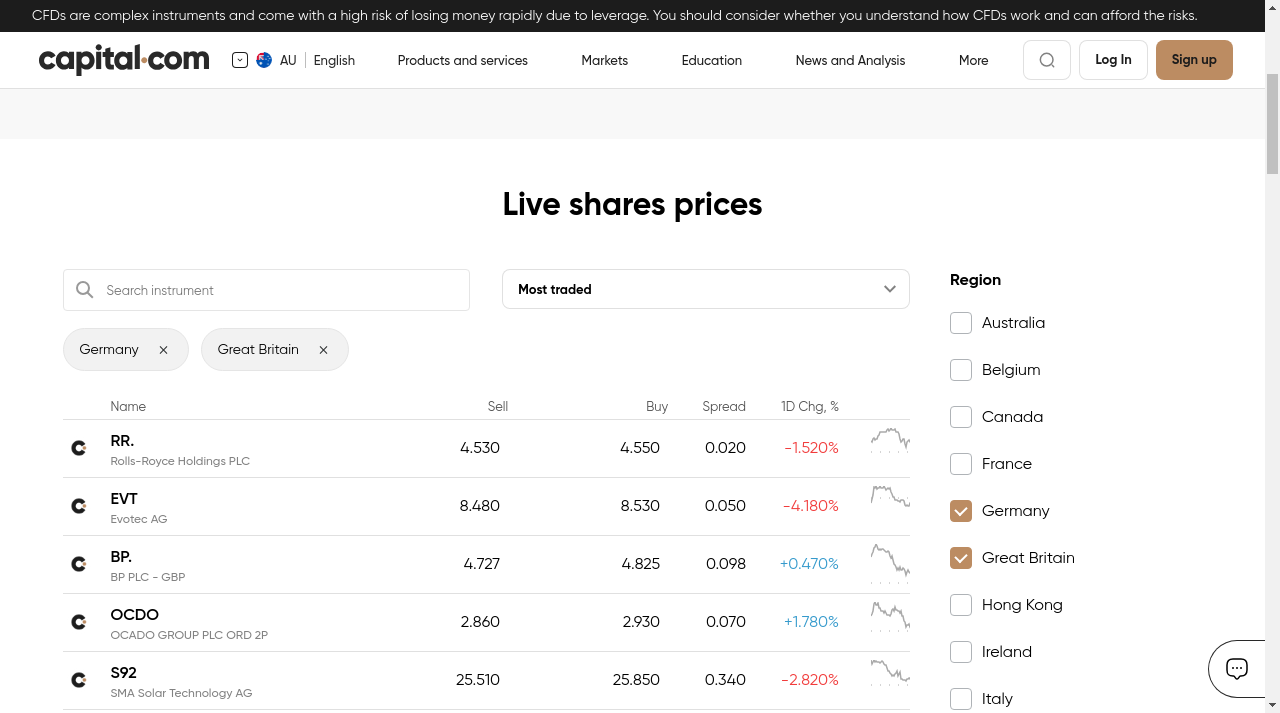 CFDs are complex instruments and come with a high risk of losing money rapidly due to leverage. You should consider whether you understand how CFDs work and can afford the risks.
capital.com AU English Products and services Markets Education News and Analysis More Log In Sign up
Live shares prices
Search instrument Most traded
Germany Great Britain
Name Sell Buy Spread 1D Chg, %
RR. 4.530 4.550 0.020 -1.520%
Rolls-Royce Holdings PLC
EVT 8.480 8.530 0.050 -4.180%
Evotec AG
BP. 4.727 4.825 0.098 +0.470%
BP PLC - GBP
OCDO 2.860 2.930 0.070 +1.780%
OCADO GROUP PLC ORD 2P
S92 25.510 25.850 0.340 -2.820%
SMA Solar Technology AG
Region
Australia
Belgium
Canada
France
Germany
Great Britain
Hong Kong
Ireland
Italy